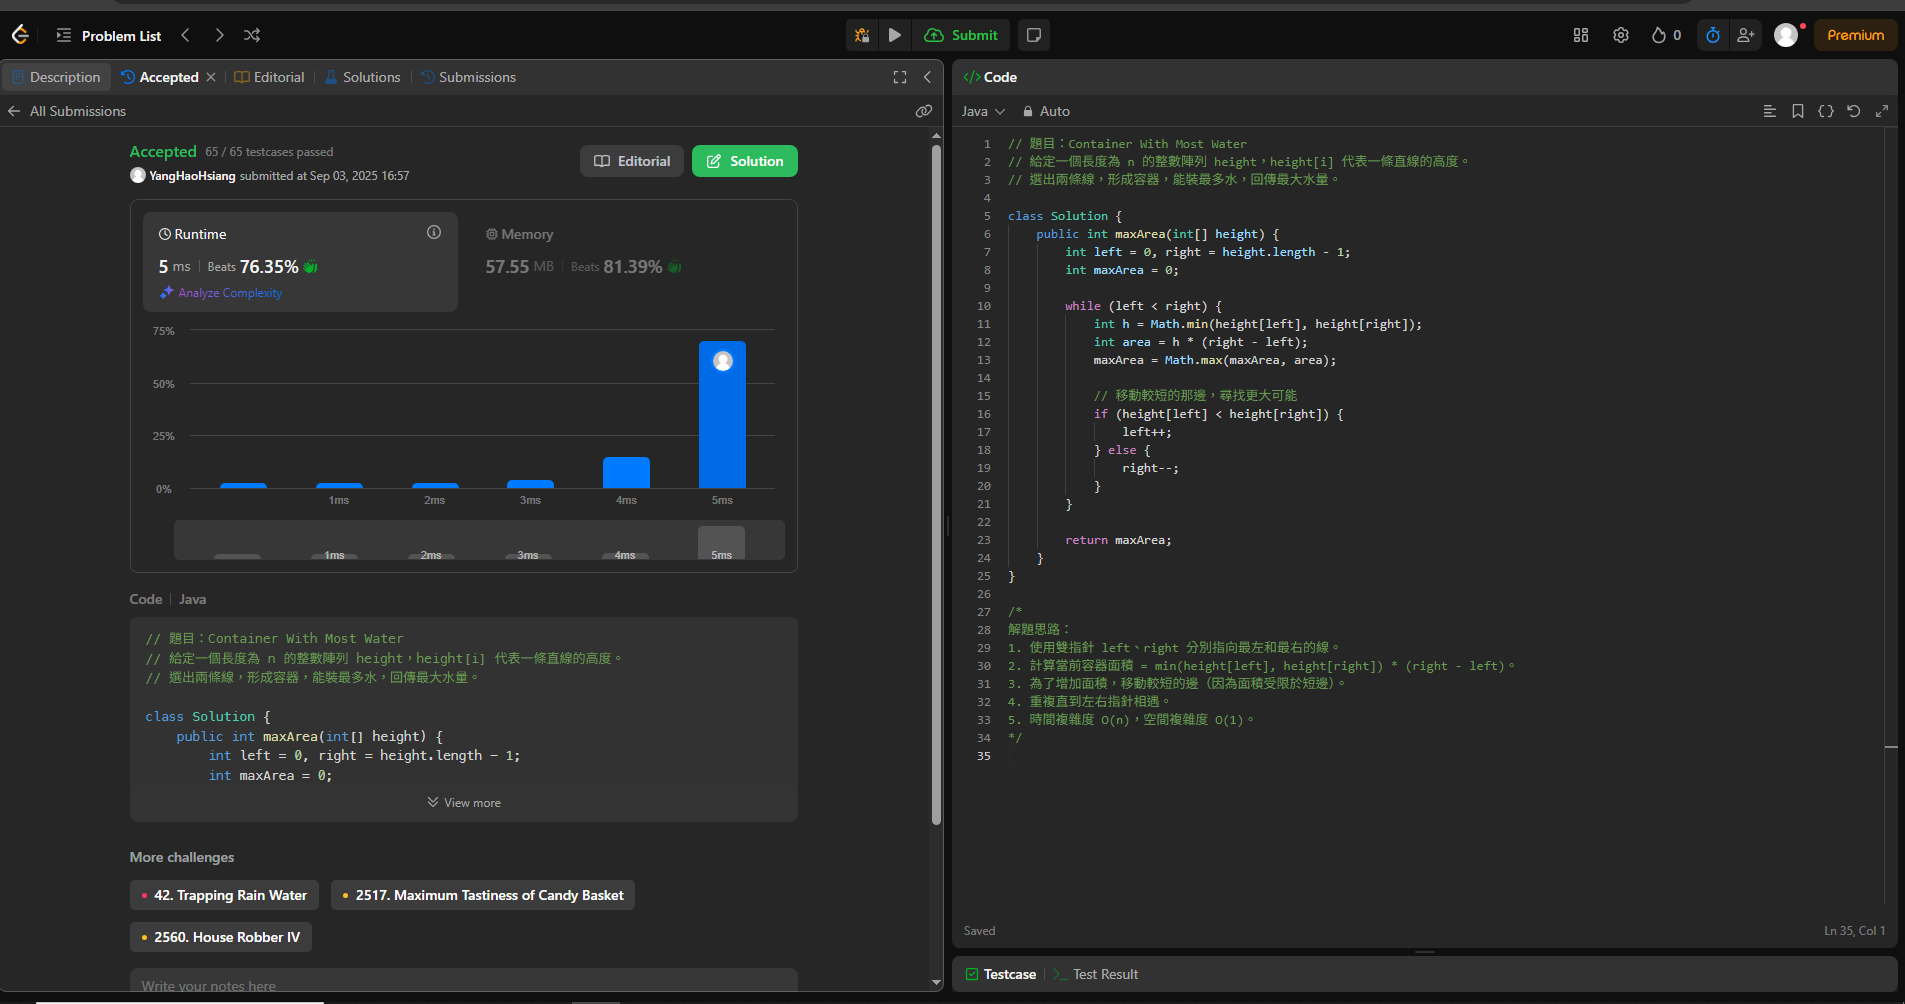 Problem List
Submit
0
Premium
Description
Accepted
Editorial
Solutions
Submissions
All Submissions
Accepted 65 / 65 testcases passed
YangHaoHsiang submitted at Sep 03, 2025 16:57
Editorial
Solution
Runtime
5 ms Beats 76.35%
Analyze Complexity
Memory
57.55 MB Beats 81.39%
75%
50%
25%
0%
1ms 2ms 3ms 4ms 5ms
1ms 2ms 3ms 4ms 5ms
Code Java
// 題目：Container With Most Water
// 給定一個長度為 n 的整數陣列 height，height[i] 代表一條直線的高度。
// 選出兩條線，形成容器，能裝最多水，回傳最大水量。
class Solution {
public int maxArea(int[] height) {
int left = 0, right = height.length - 1;
int maxArea = 0;
View more
More challenges
42. Trapping Rain Water
2517. Maximum Tastiness of Candy Basket
2560. House Robber IV
Write your notes here
</> Code
Java
Auto
1 // 題目：Container With Most Water
2 // 給定一個長度為 n 的整數陣列 height，height[i] 代表一條直線的高度。
3 // 選出兩條線，形成容器，能裝最多水，回傳最大水量。
4
5 class Solution {
6 public int maxArea(int[] height) {
7 int left = 0, right = height.length - 1;
8 int maxArea = 0;
9
10 while (left < right) {
11 int h = Math.min(height[left], height[right]);
12 int area = h * (right - left);
13 maxArea = Math.max(maxArea, area);
14
15 // 移動較短的那邊，尋找更大可能
16 if (height[left] < height[right]) {
17 left++;
18 } else {
19 right--;
20 }
21 }
22
23 return maxArea;
24 }
25 }
26
27 /*
28 解題思路：
29 1. 使用雙指針 left、right 分別指向最左和最右的線。
30 2. 計算當前容器面積 = min(height[left], height[right]) * (right - left)。
31 3. 為了增加面積，移動較短的邊（因為面積受限於短邊）。
32 4. 重複直到左右指針相遇。
33 5. 時間複雜度 O(n)，空間複雜度 O(1)。
34 */
35
Saved
Ln 35, Col 1
Testcase
Test Result